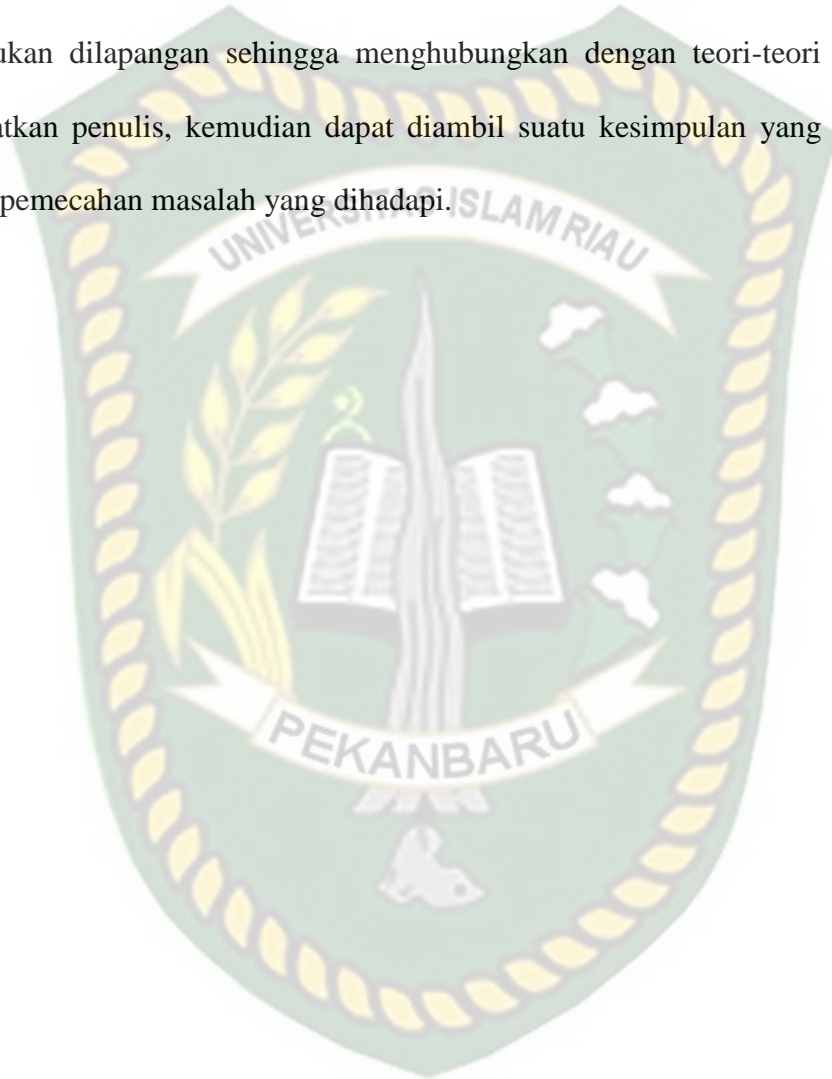 ukan dilapangan sehingga menghubungkan dengan teori-teori
atkan penulis, kemudian dapat diambil suatu kesimpulan yang
pemecahan masalah yang dihadapi.
UNIVERSITAS ISLAM RIAU
PEKANBARU